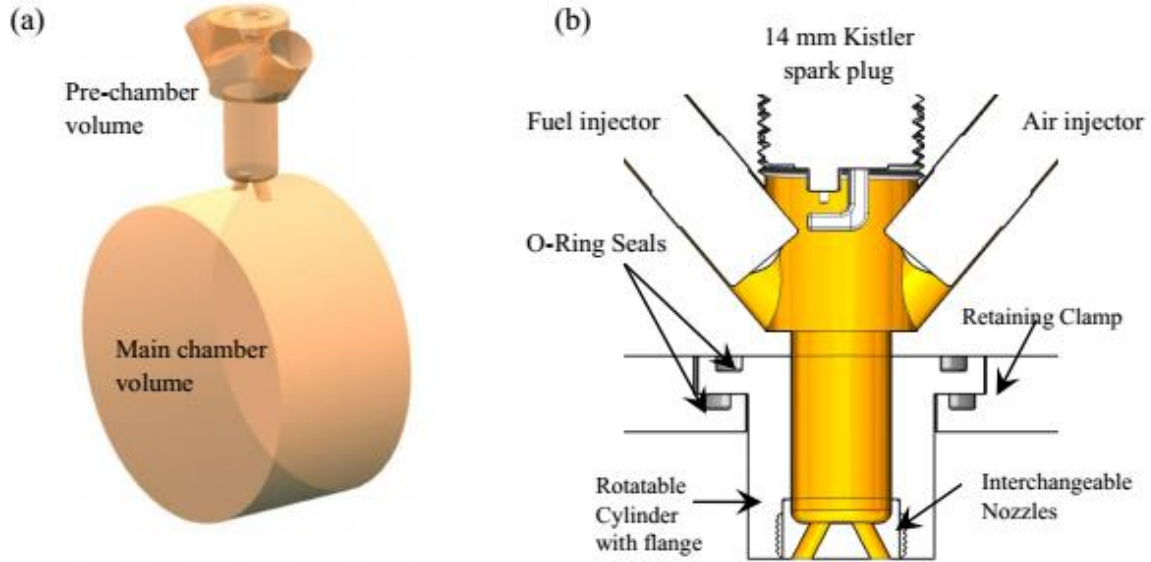 (a)
Pre-chamber
volume
Main chamber
volume
(b)
14 mm Kistler
spark plug
Fuel injector
Air injector
O-Ring Seals
Retaining Clamp
Rotatable
Cylinder
with flange
Interchangeable
Nozzles